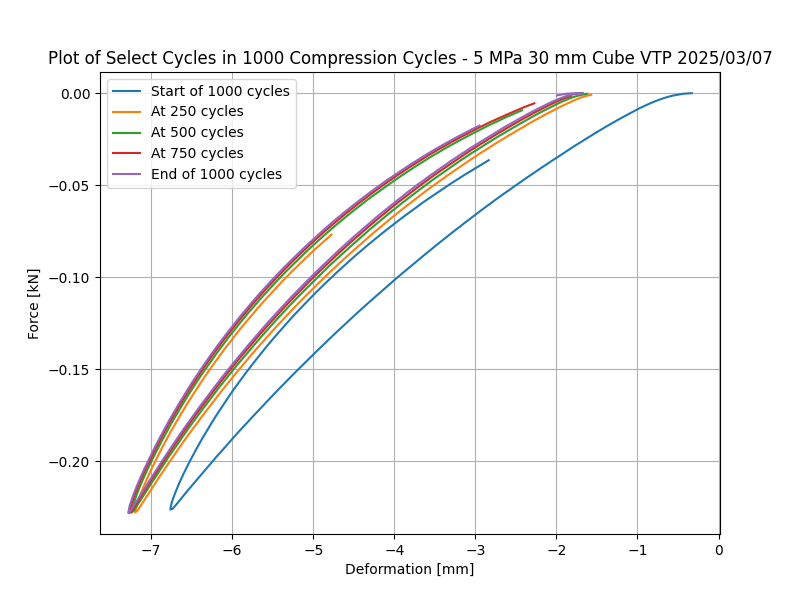 Plot of Select Cycles in 1000 Compression Cycles - 5 MPa 30 mm Cube VTP 2025/03/07
Start of 1000 cycles
At 250 cycles
At 500 cycles
At 750 cycles
End of 1000 cycles
0.00
−0.05
−0.10
−0.15
−0.20
Force [kN]
−7 −6 −5 −4 −3 −2 −1 0
Deformation [mm]